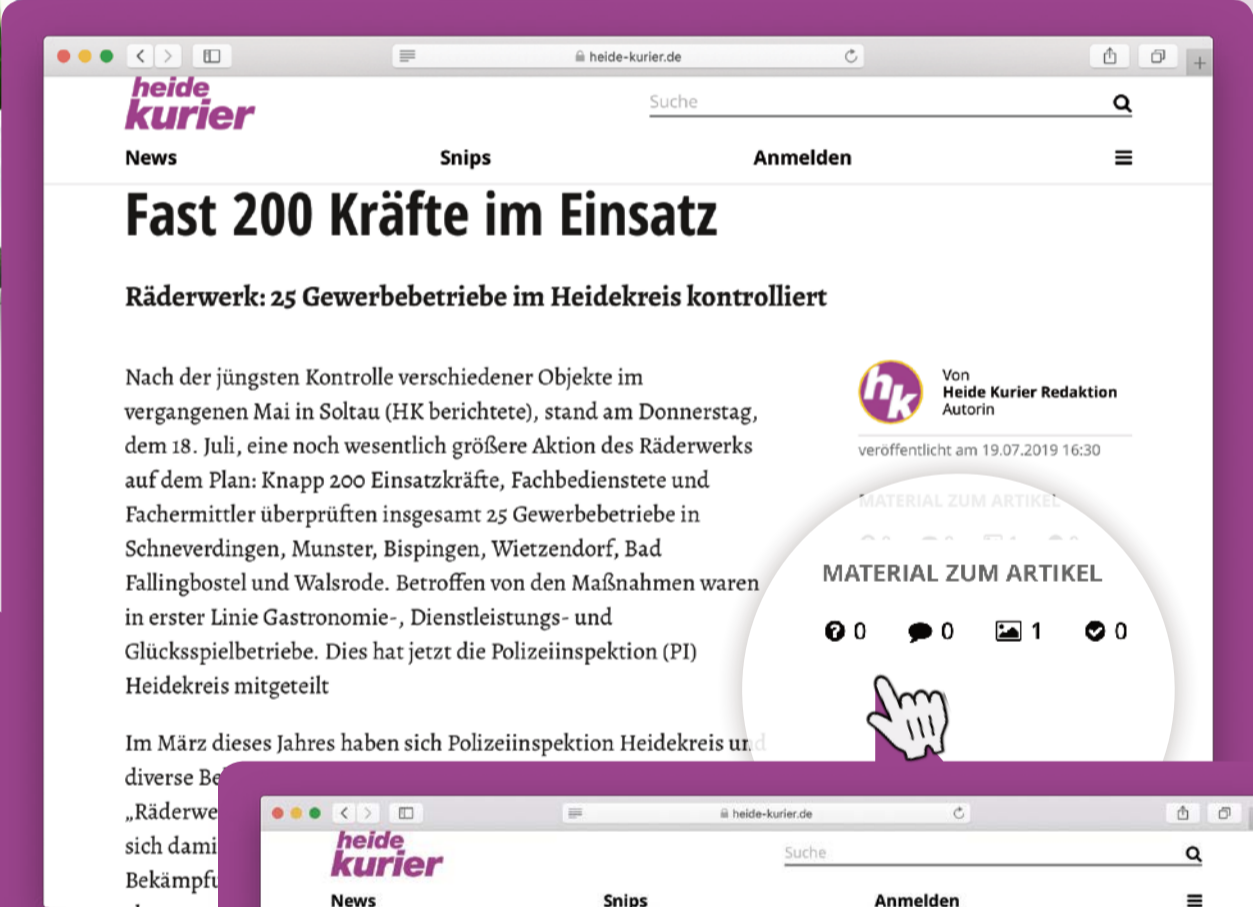 heide-kurier.de
heide
kurier
Suche
News
Snips
Anmelden
Fast 200 Kräfte im Einsatz
Räderwerk: 25 Gewerbebetriebe im Heidekreis kontrolliert
Nach der jüngsten Kontrolle verschiedener Objekte im
vergangenen Mai in Soltau (HK berichtete), stand am Donnerstag,
dem 18. Juli, eine noch wesentlich größere Aktion des Räderwerks
auf dem Plan: Knapp 200 Einsatzkräfte, Fachbedienstete und
Fachermittler überprüften insgesamt 25 Gewerbebetriebe in
Schneverdingen, Munster, Bispingen, Wietzendorf, Bad
Fallingbostel und Walsrode. Betroffen von den Maßnahmen waren
in erster Linie Gastronomie-, Dienstleistungs- und
Glücksspielbetriebe. Dies hat jetzt die Polizeiinspektion (PI)
Heidekreis mitgeteilt
Im März dieses Jahres haben sich Polizeiinspektion Heidekreis und
diverse Be
„Räderwe
sich dami
Bekämpfu
hk
Von
Heide Kurier Redaktion
Autorin
veröffentlicht am 19.07.2019 16:30
MATERIAL ZUM ARTIKEL
MATERIAL ZUM ARTIKEL
0 0 1 0
heide-kurier.de
heide
kurier
Suche
News
Snips
Anmelden